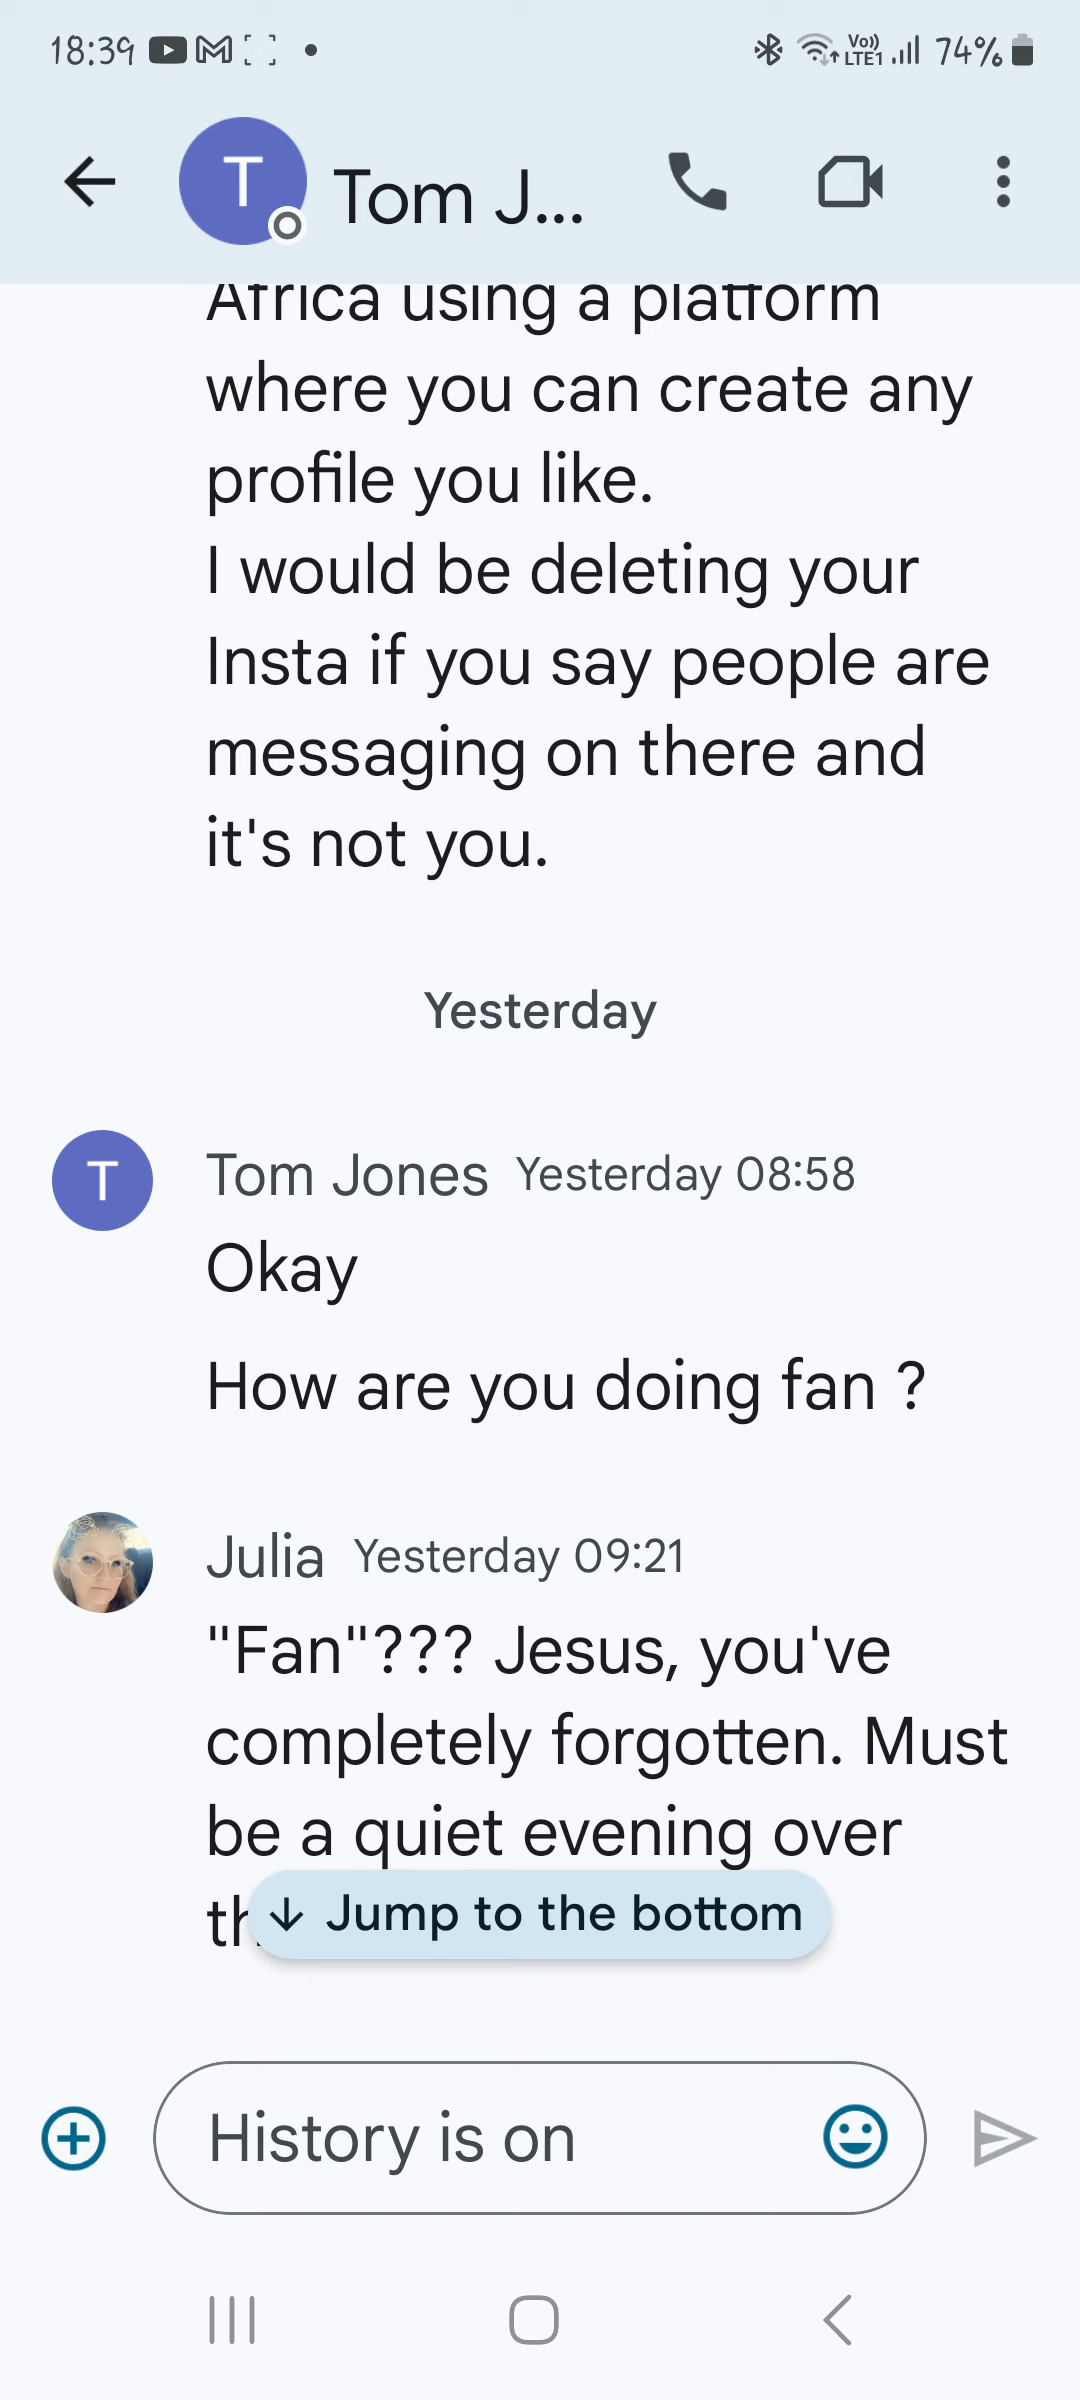 18:39
Vo))
LTE1
74%
T
Tom J...
Africa using a platform
where you can create any
profile you like.
I would be deleting your
Insta if you say people are
messaging on there and
it's not you.
Yesterday
T
Tom Jones Yesterday 08:58
Okay
How are you doing fan ?
Julia Yesterday 09:21
"Fan"??? Jesus, you've
completely forgotten. Must
be a quiet evening over
Jump to the bottom
History is on